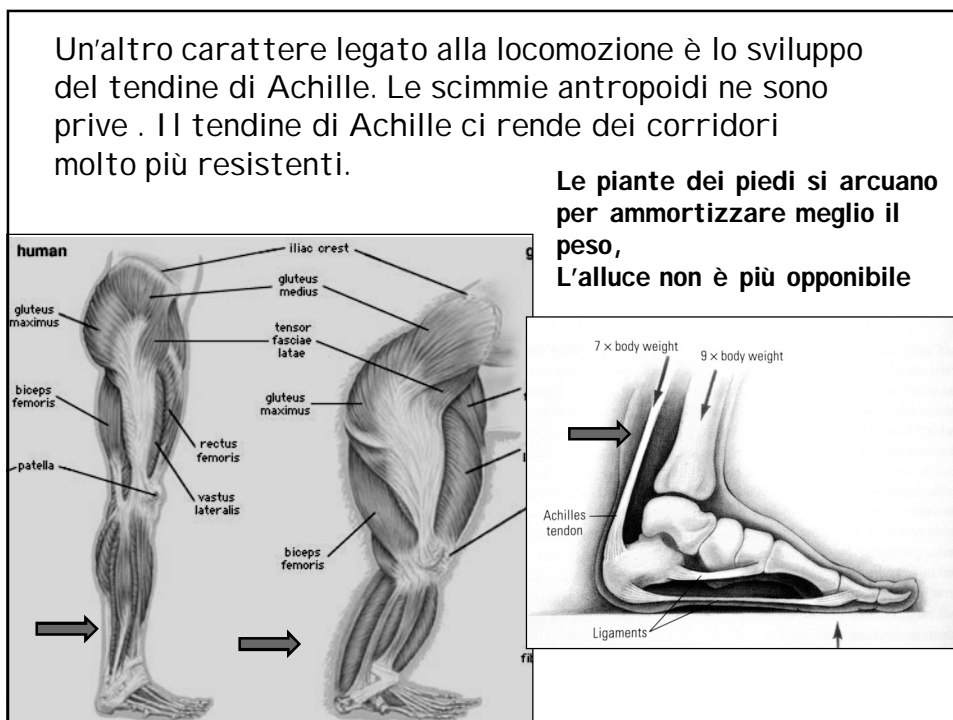 Un'altro carattere legato alla locomozione è lo sviluppo
del tendine di Achille. Le scimmie antropoidi ne sono
prive . Il tendine di Achille ci rende dei corridori
molto più resistenti.
Le piante dei piedi si arcuano
per ammortizzare meglio il
peso,
L'alluce non è più opponibile
human
iliac crest
g
gluteus
medius
gluteus
maximus
tensor
fasciae
latae
biceps
femoris
gluteus
maximus
rectus
femoris
patella
vastus
lateralis
biceps
femoris
fib
7 × body weight
9 × body weight
Achilles
tendon
Ligaments